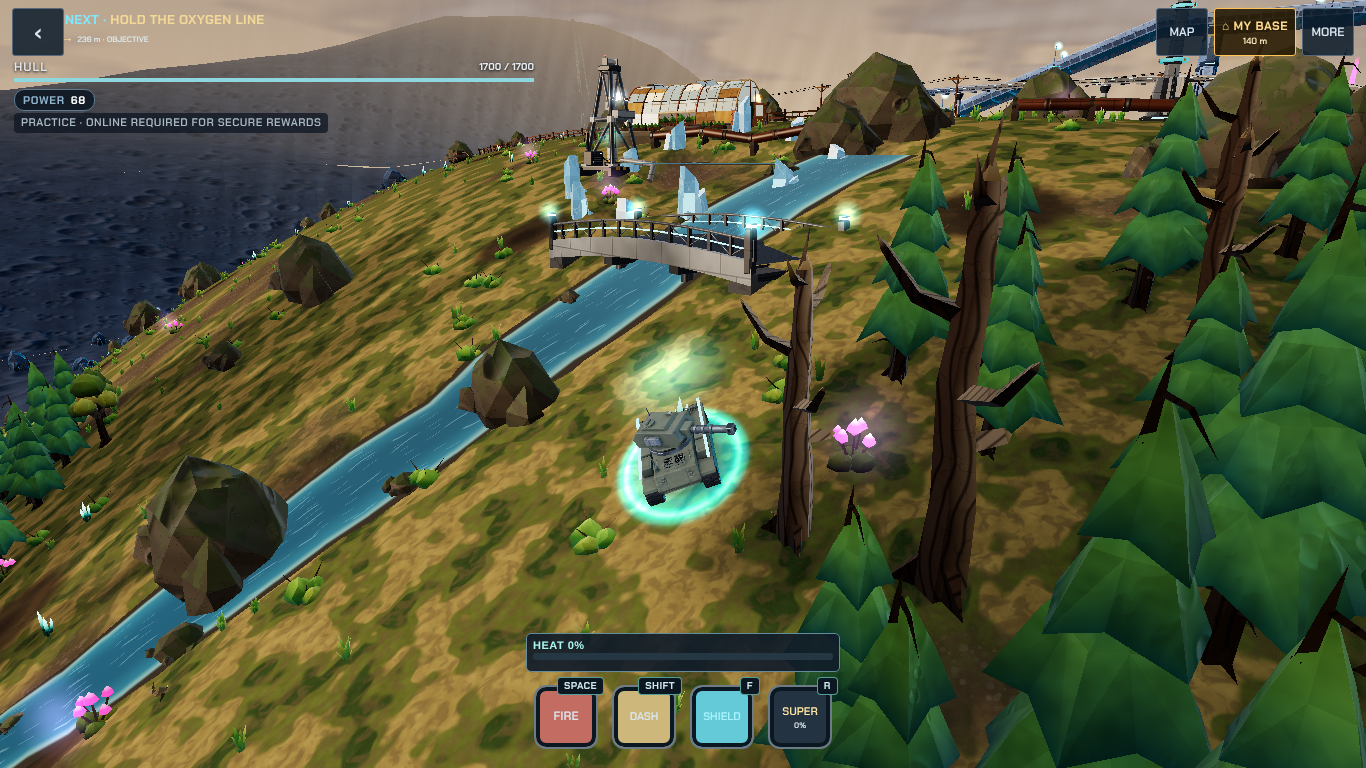 ‹
NEXT · HOLD THE OXYGEN LINE
→ 236 m · OBJECTIVE
HULL
1700 / 1700
POWER 68
PRACTICE · ONLINE REQUIRED FOR SECURE REWARDS
MAP
⌂ MY BASE
140 m
MORE
HEAT 0%
SPACE
FIRE
SHIFT
DASH
F
SHIELD
R
SUPER
0%